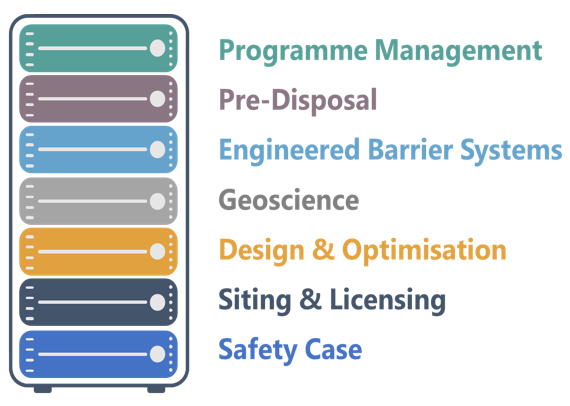 Programme Management
Pre-Disposal
Engineered Barrier Systems
Geoscience
Design & Optimisation
Siting & Licensing
Safety Case